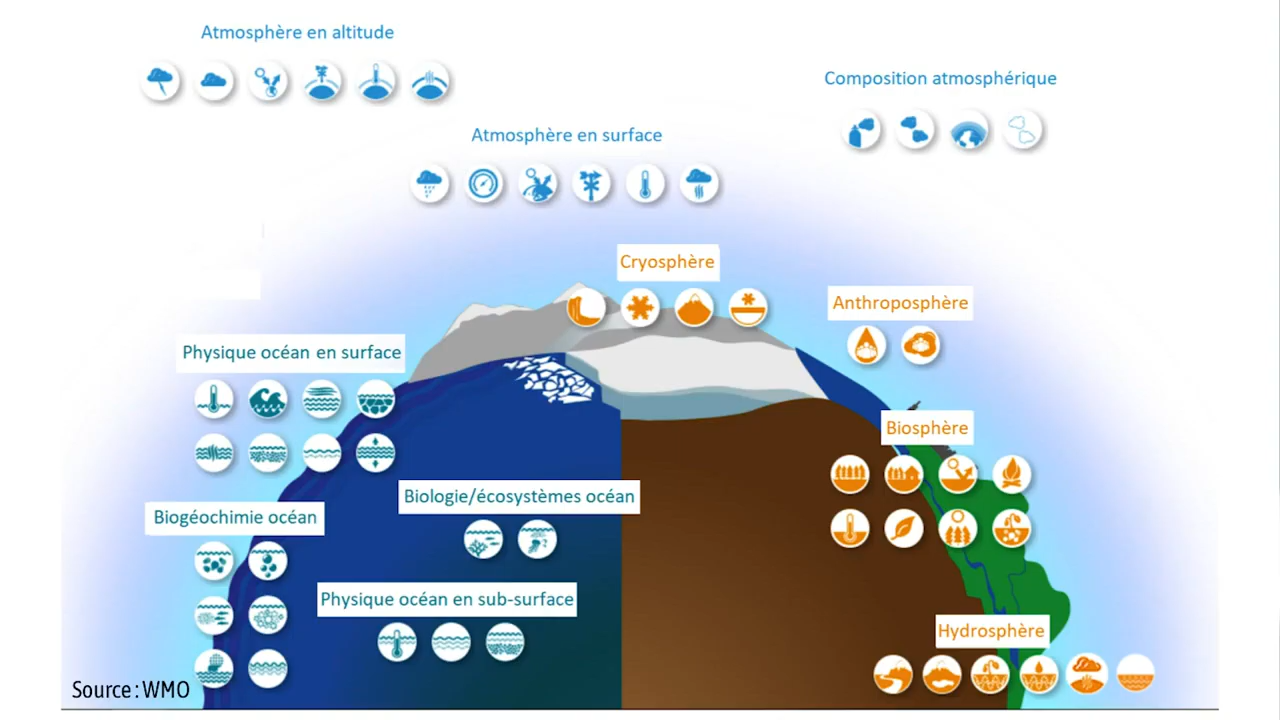 Atmosphère en altitude
Composition atmosphérique
Atmosphère en surface
Cryosphère
Anthroposphère
Physique océan en surface
Biosphère
Biologie/écosystèmes océan
Biogéochimie océan
Physique océan en sub-surface
Hydrosphère
Source : WMO